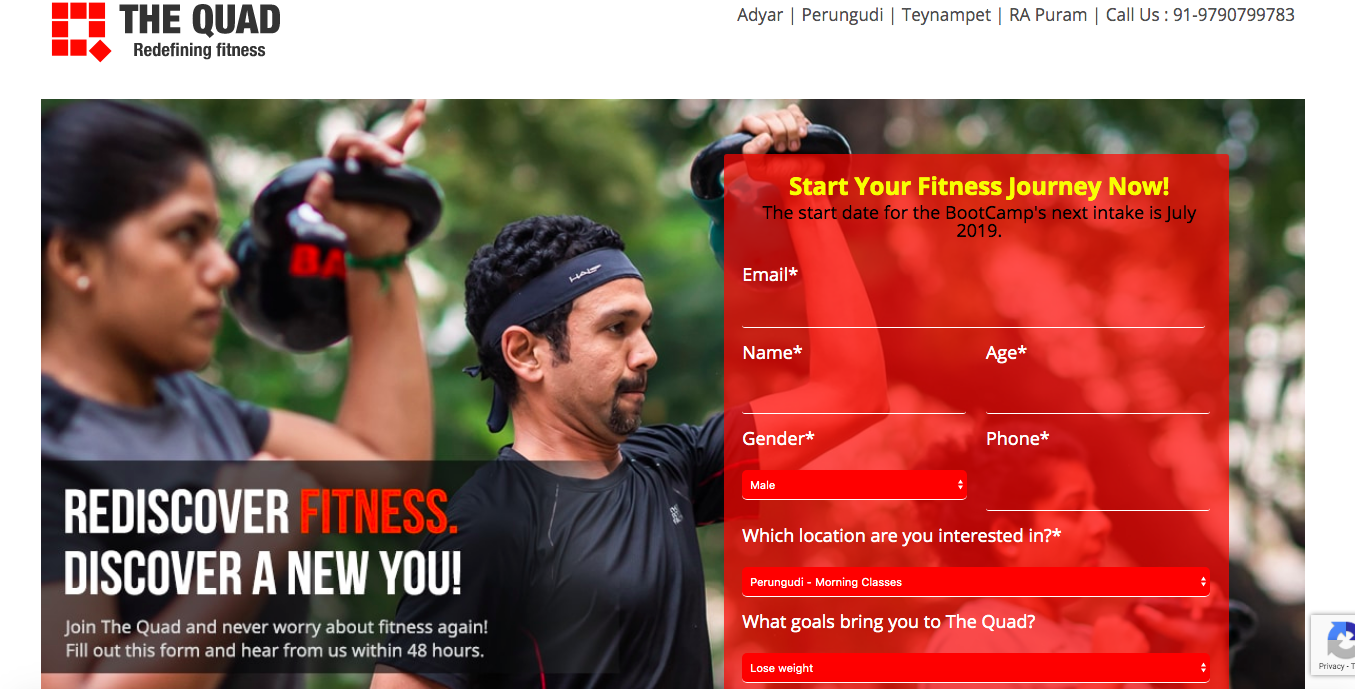 THE QUAD
Redefining fitness
Adyar | Perungudi | Teynampet | RA Puram | Call Us : 91-9790799783
BA
HALO
REDISCOVER FITNESS.
DISCOVER A NEW YOU!
Join The Quad and never worry about fitness again!
Fill out this form and hear from us within 48 hours.
Start Your Fitness Journey Now!
The start date for the BootCamp's next intake is July
2019.
Email*
Name* Age*
Gender* Phone*
Male
Which location are you interested in?*
Perungudi - Morning Classes
What goals bring you to The Quad?
Lose weight
Privacy - T